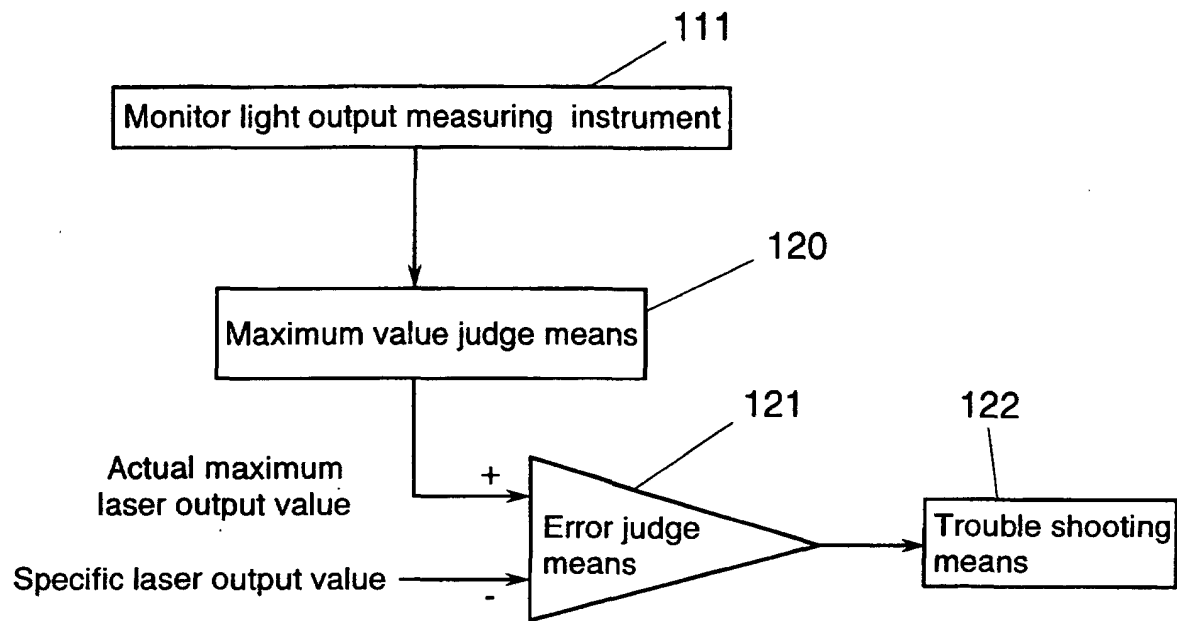 111
Monitor light output measuring instrument
120
Maximum value judge means
121
122
Actual maximum
laser output value
+
Error judge
means
Trouble shooting
means
Specific laser output value
-